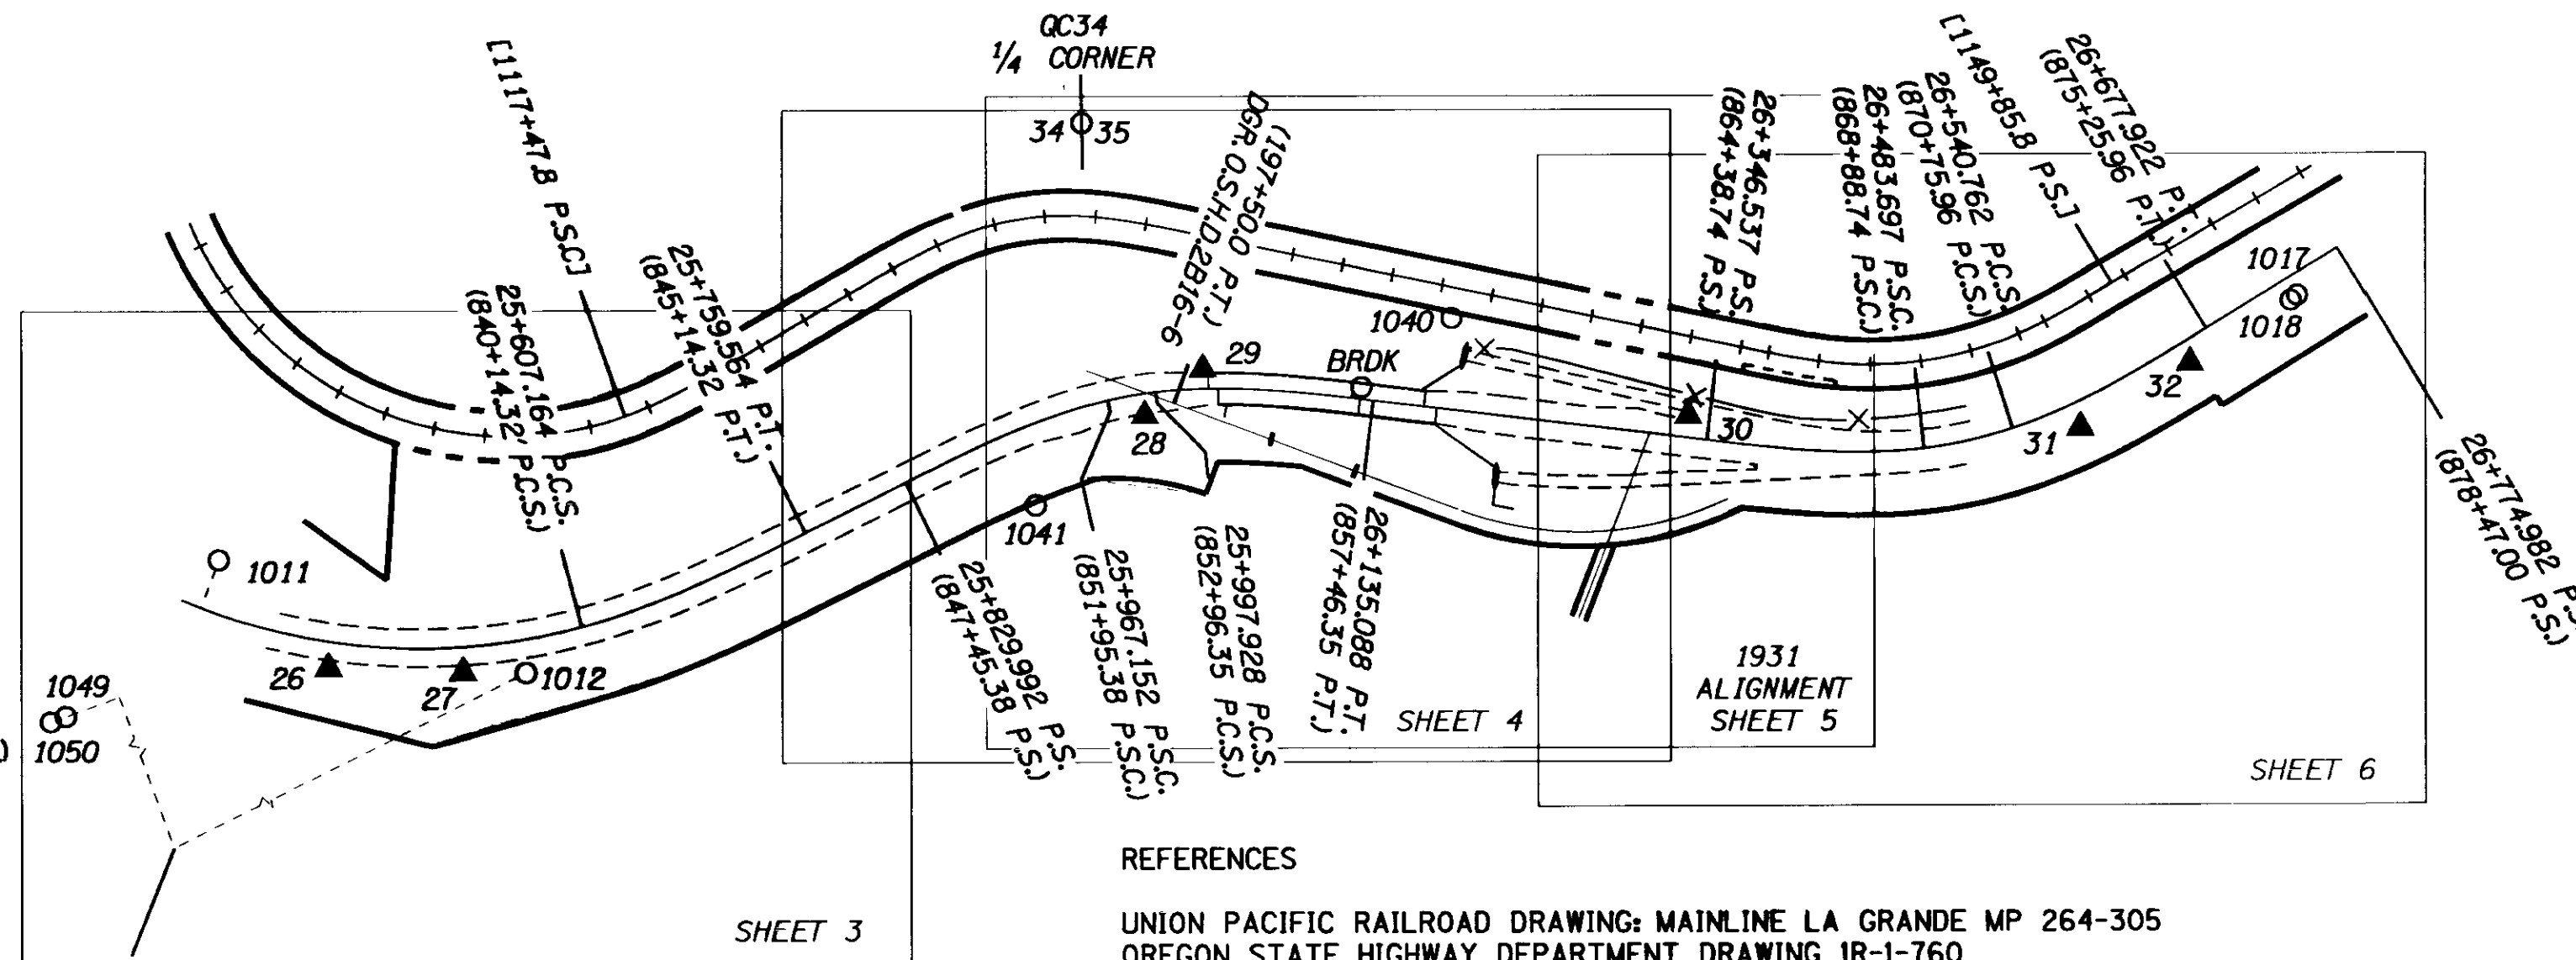 QC34
1/4 CORNER
34 35
[1117+47.8 P.S.C]
25+607.164 P.C.S.
(840+14.32' P.C.S.)
25+759.564 P.T.
(845+14.32 P.T.)
(197+50.0 P.T.)
DGR. O.S.H.D.2B16-6
26+346.537 P.S.
(864+38.74 P.S.)
26+483.697 P.S.C.
(868+88.74 P.S.C.)
26+540.762 P.C.S.
(870+75.96 P.C.S.)
[1149+85.8 P.S.]
26+677.922 P.T.
(875+25.96 P.T.)
1017
1018
1040
BRDK
29
28
30
31
32
1041
1011
26
27
1012
1049
1050
25+829.992 P.S.
(847+45.38 P.S.)
25+967.152 P.S.C.
(851+95.38 P.S.C.)
25+997.928 P.C.S.
(852+96.35 P.C.S.)
26+135.088 P.T.
(857+46.35 P.T.)
26+774.982 P.S.
(878+47.00 P.S.)
SHEET 4
1931
ALIGNMENT
SHEET 5
SHEET 6
SHEET 3
REFERENCES
UNION PACIFIC RAILROAD DRAWING: MAINLINE LA GRANDE MP 264-305
OREGON STATE HIGHWAY DEPARTMENT DRAWING 1R-1-760